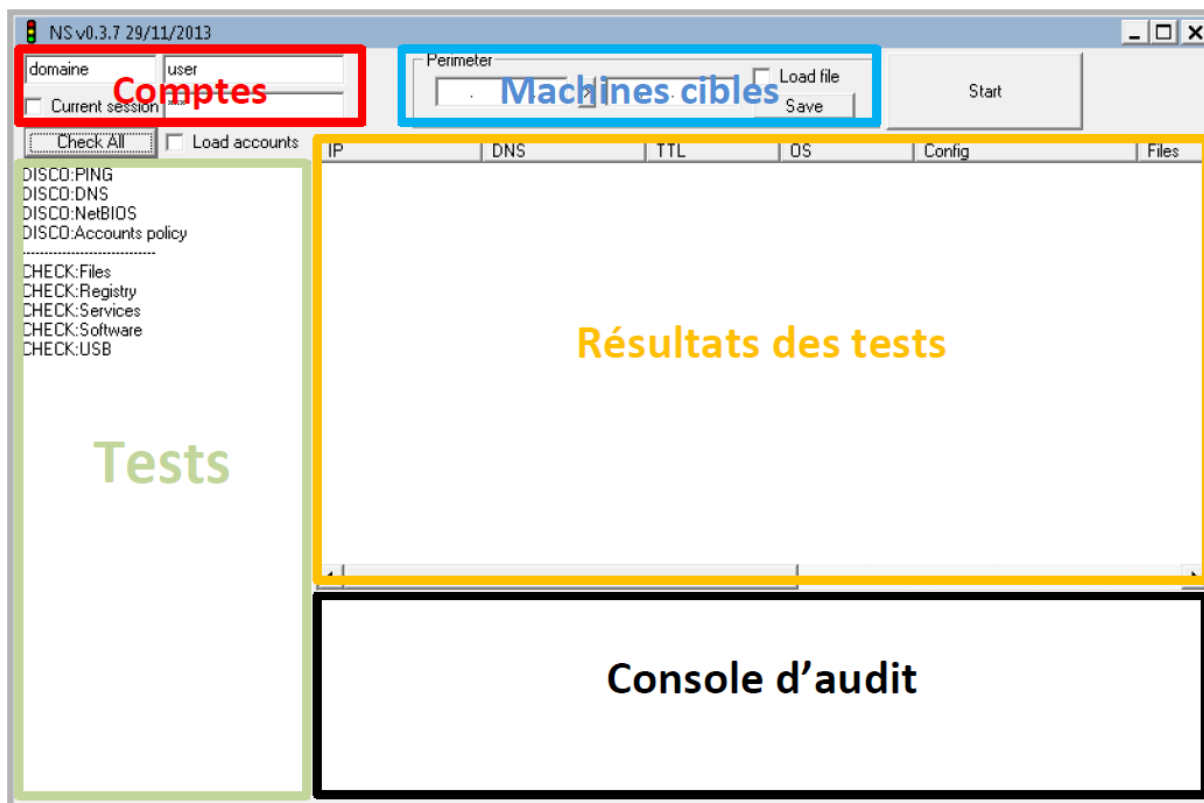 NS v0.3.7 29/11/2013
domaine user
Comptes
Current session ***
Perimeter
Machines cibles
> Load file
Save
Start
Check All Load accounts
IP DNS TTL OS Config Files
DISCO:PING
DISCO:DNS
DISCO:NetBIOS
DISCO:Accounts policy
------------------------------
CHECK:Files
CHECK:Registry
CHECK:Services
CHECK:Software
CHECK:USB
Résultats des tests
Tests
Console d’audit